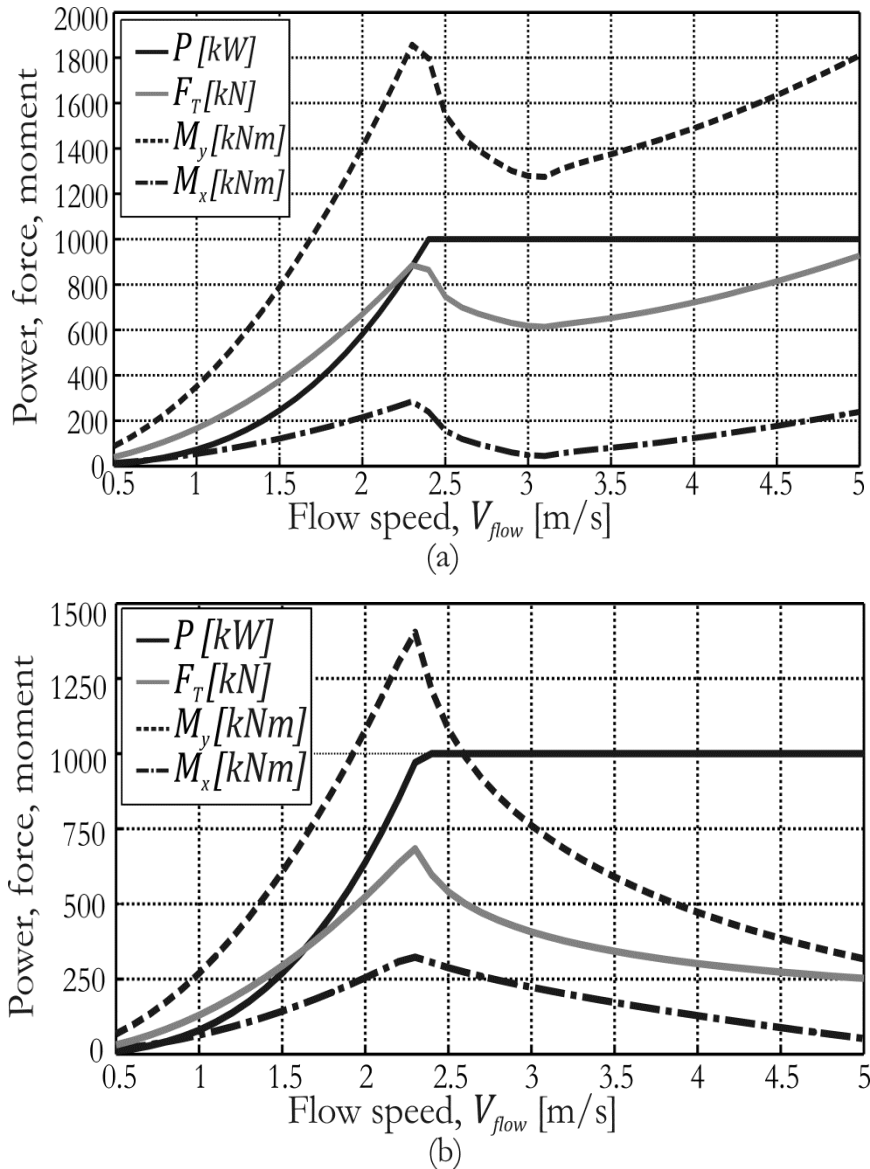 2000
1800
1600
1400
1200
1000
800
600
400
200
0
Power, force, moment
P [kW]
F_T [kN]
M_y [kNm]
M_x [kNm]
0.5 1 1.5 2 2.5 3 3.5 4 4.5 5
Flow speed, V_flow [m/s]
(a)
1500
1250
1000
750
500
250
0
Power, force, moment
P [kW]
F_T [kN]
M_y [kNm]
M_x [kNm]
0.5 1 1.5 2 2.5 3 3.5 4 4.5 5
Flow speed, V_flow [m/s]
(b)